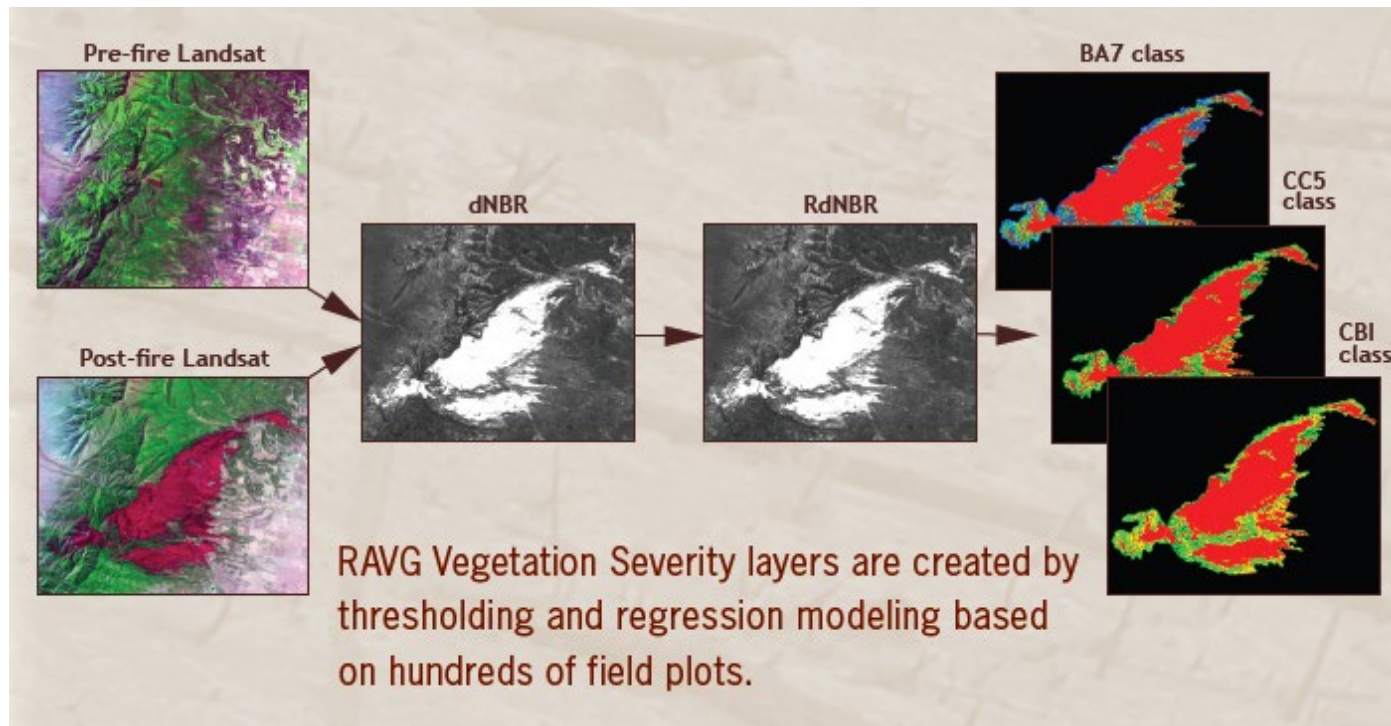 Pre-fire Landsat
Post-fire Landsat
dNBR
RdNBR
BA7 class
CC5
class
CBI
class
RAVG Vegetation Severity layers are created by
thresholding and regression modeling based
on hundreds of field plots.